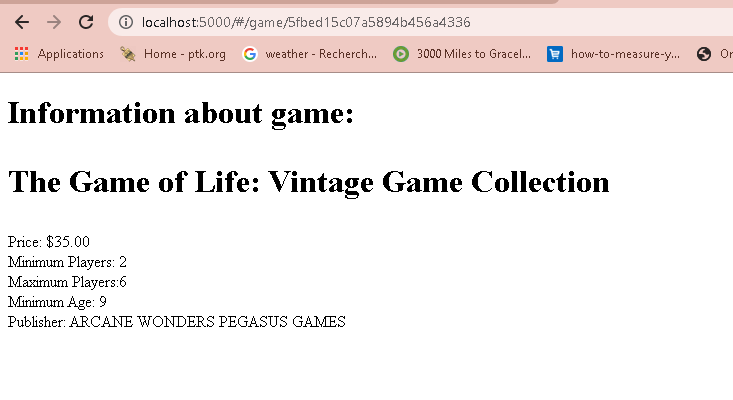 localhost:5000/#/game/5fbed15c07a5894b456a4336
Applications Home - ptk.org weather - Recherch... 3000 Miles to Gracel... how-to-measure-y... Or
Information about game:
The Game of Life: Vintage Game Collection
Price: $35.00
Minimum Players: 2
Maximum Players:6
Minimum Age: 9
Publisher: ARCANE WONDERS PEGASUS GAMES